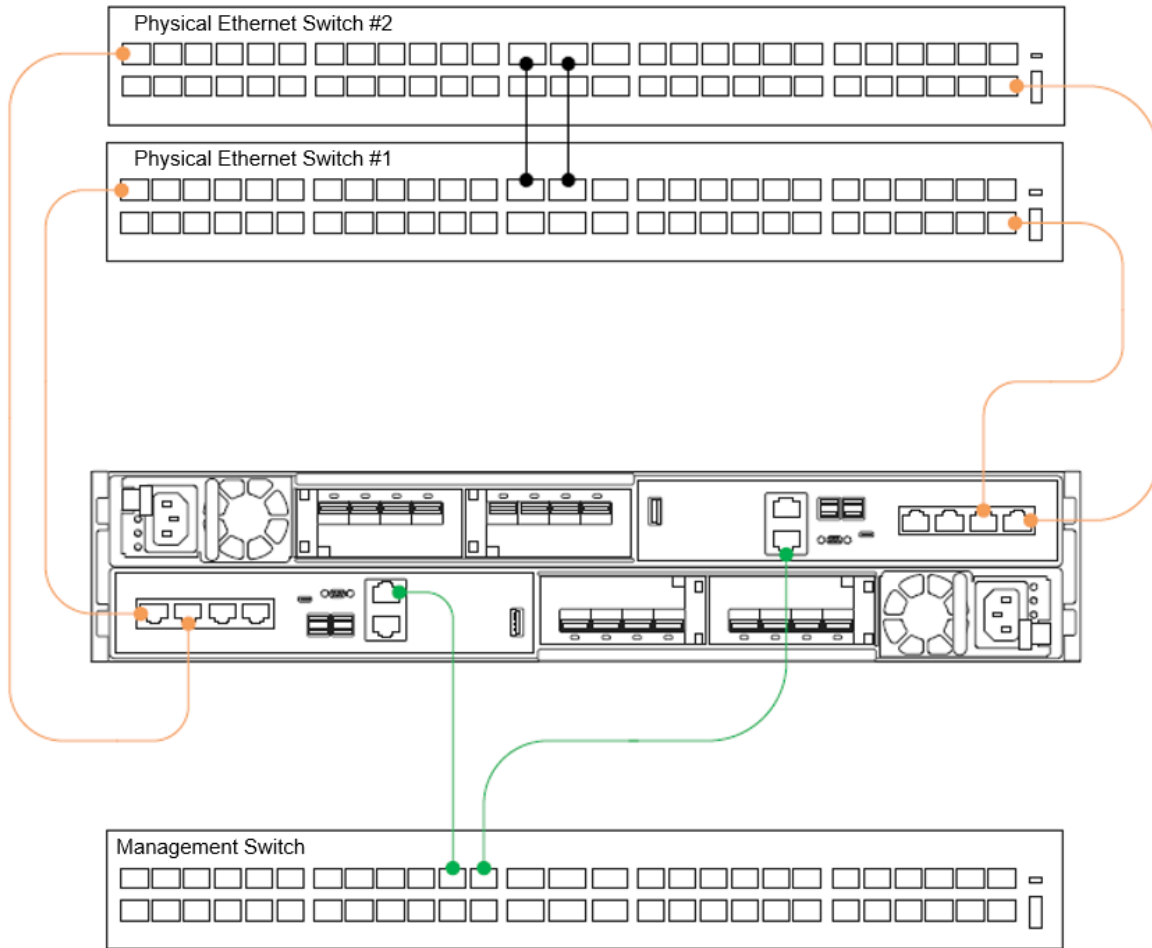 Physical Ethernet Switch #2
Physical Ethernet Switch #1
Management Switch